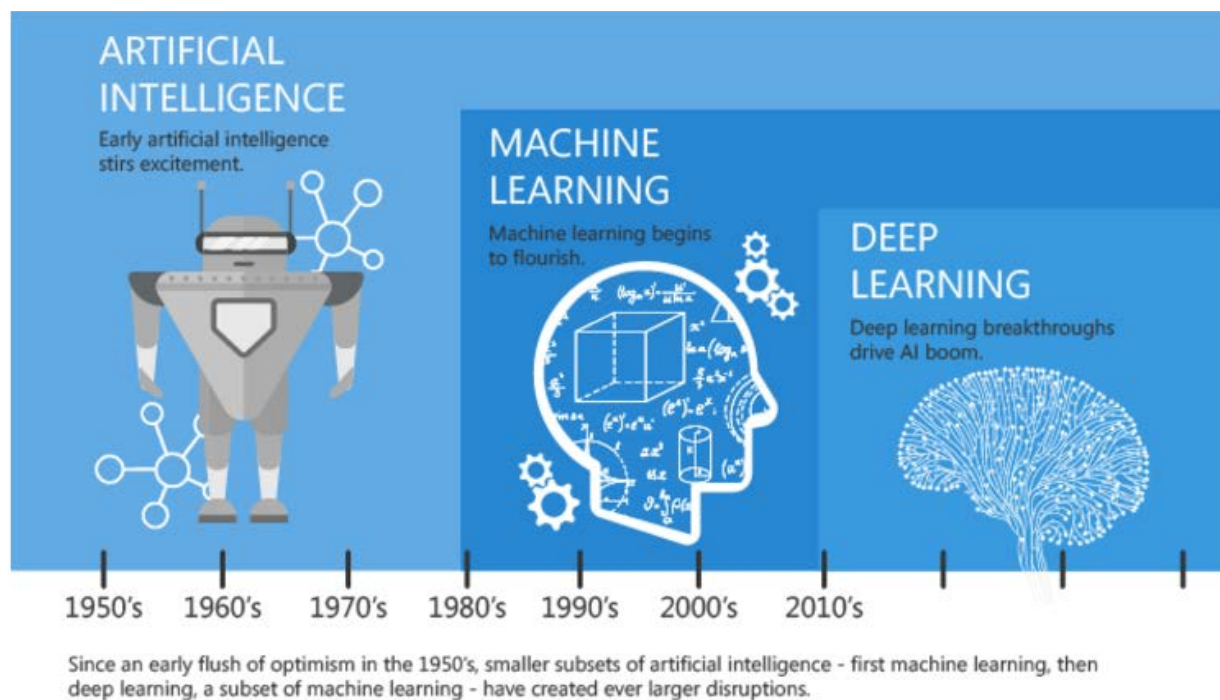 ARTIFICIAL
INTELLIGENCE
Early artificial intelligence
stirs excitement.
MACHINE
LEARNING
Machine learning begins
to flourish.
DEEP
LEARNING
Deep learning breakthroughs
drive AI boom.
1950's 1960's 1970's 1980's 1990's 2000's 2010's
Since an early flush of optimism in the 1950's, smaller subsets of artificial intelligence - first machine learning, then
deep learning, a subset of machine learning - have created ever larger disruptions.